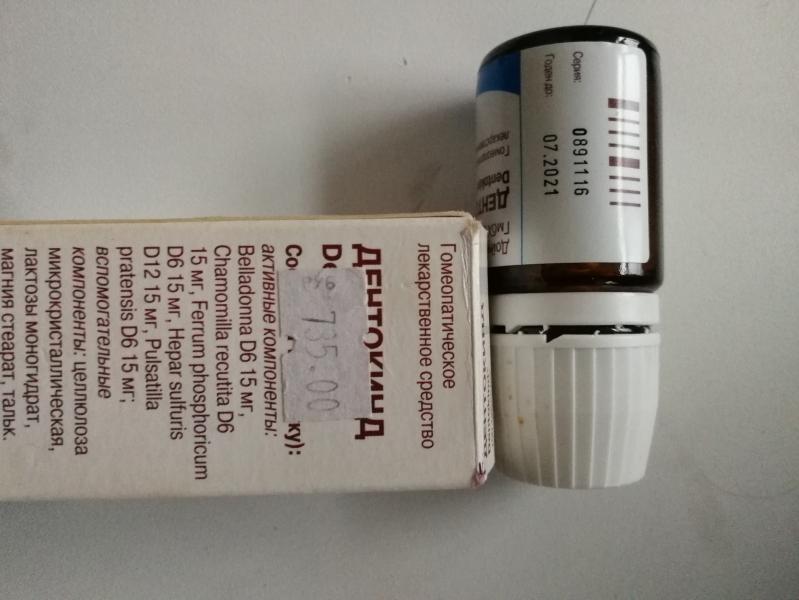 Гомеопатическое
лекарственное средство
ДЕНТОКИНД
735.00
ку):
активные компоненты:
Belladonna D6 15 мг,
Chamomilla recutita D6
15 мг, Ferrum phosphoricum
D6 15 мг, Hepar sulfuris
D12 15 мг, Pulsatilla
pratensis D6 15 мг;
вспомогательные
компоненты: целлюлоза
микрокристаллическая,
лактозы моногидрат,
магния стеарат, тальк.
Серия: 0891116
Годен до: 07.2021